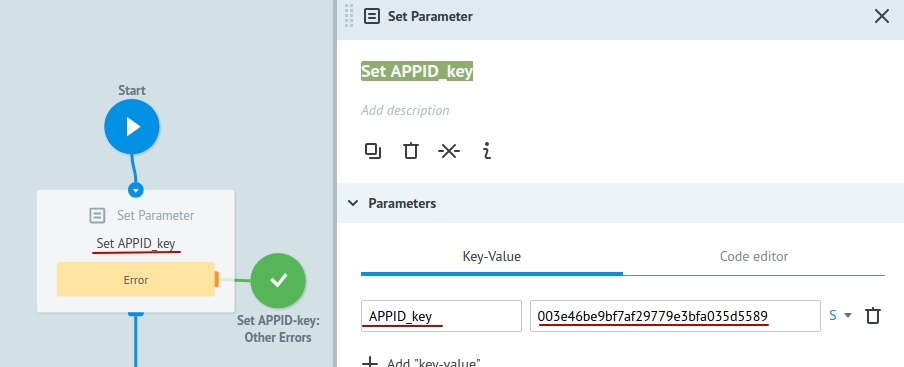 Start
Set Parameter
Set APPID_key
Error
Set APPID-key:
Other Errors
Set Parameter
Set APPID_key
Add description
Parameters
Key-Value
Code editor
APPID_key
003e46be9bf7af29779e3bfa035d5589
S
Add "key-value"